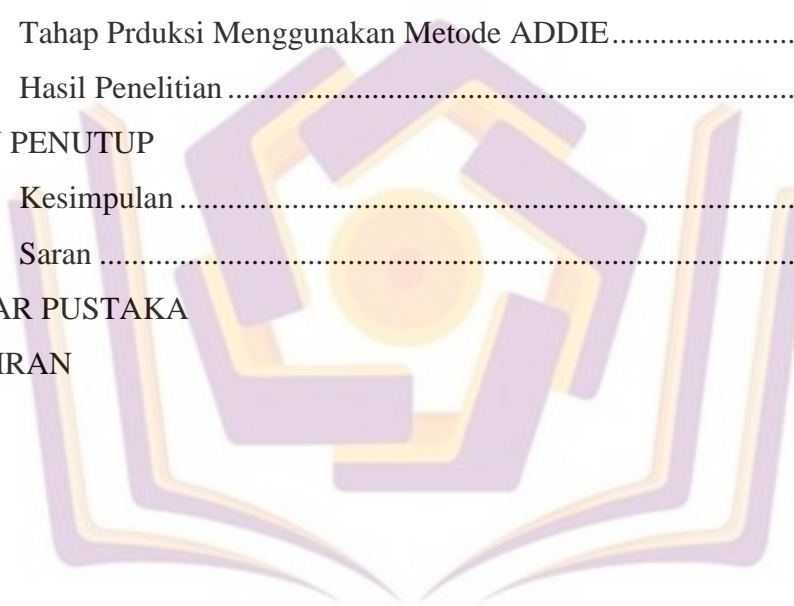 Tahap Prduksi Menggunakan Metode ADDIE......................
Hasil Penelitian......................................................................
PENUTUP
Kesimpulan............................................................................
Saran......................................................................................
AR PUSTAKA
IRAN